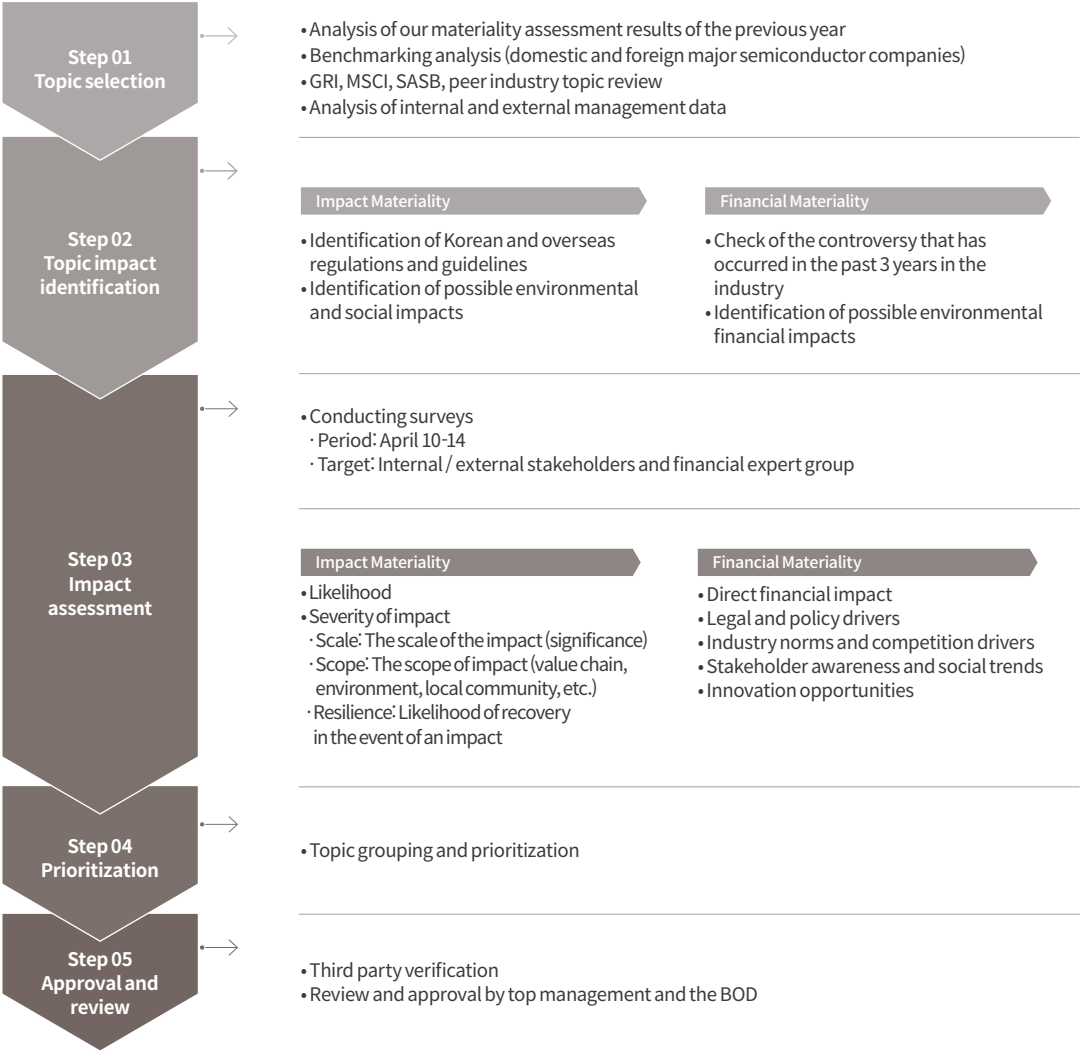 Step 01
Topic selection
• Analysis of our materiality assessment results of the previous year
• Benchmarking analysis (domestic and foreign major semiconductor companies)
• GRI, MSCI, SASB, peer industry topic review
• Analysis of internal and external management data
Step 02
Topic impact
identification
Impact Materiality
• Identification of Korean and overseas
regulations and guidelines
• Identification of possible environmental
and social impacts
Financial Materiality
• Check of the controversy that has
occurred in the past 3 years in the
industry
• Identification of possible environmental
financial impacts
Step 03
Impact
assessment
• Conducting surveys
· Period: April 10-14
· Target: Internal / external stakeholders and financial expert group
Impact Materiality
• Likelihood
• Severity of impact
· Scale: The scale of the impact (significance)
· Scope: The scope of impact (value chain,
environment, local community, etc.)
· Resilience: Likelihood of recovery
in the event of an impact
Financial Materiality
• Direct financial impact
• Legal and policy drivers
• Industry norms and competition drivers
• Stakeholder awareness and social trends
• Innovation opportunities
Step 04
Prioritization
• Topic grouping and prioritization
Step 05
Approval and
review
• Third party verification
• Review and approval by top management and the BOD